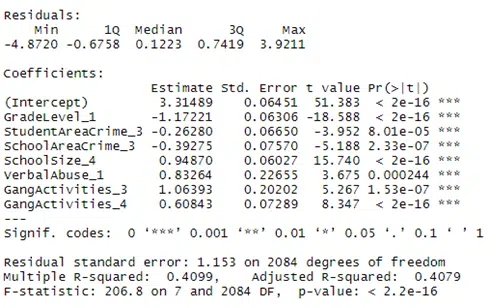 Residuals:
Min 1Q Median 3Q Max
-4.8720 -0.6758 0.1223 0.7419 3.9211
Coefficients:
Estimate Std. Error t value Pr(>|t|)
(Intercept) 3.31489 0.06451 51.383 < 2e-16 ***
GradeLevel_1 -1.17221 0.06306 -18.588 < 2e-16 ***
StudentAreaCrime_3 -0.26280 0.06650 -3.952 8.01e-05 ***
SchoolAreaCrime_3 -0.39275 0.07570 -5.188 2.33e-07 ***
SchoolSize_4 0.94870 0.06027 15.740 < 2e-16 ***
VerbalAbuse_1 0.83264 0.22655 3.675 0.000244 ***
GangActivities_3 1.06393 0.20202 5.267 1.53e-07 ***
GangActivities_4 0.60843 0.07289 8.347 < 2e-16 ***
---
Signif. codes: 0 ‘***’ 0.001 ‘**’ 0.01 ‘*’ 0.05 ‘.’ 0.1 ‘ ’ 1
Residual standard error: 1.153 on 2084 degrees of freedom
Multiple R-squared: 0.4099, Adjusted R-squared: 0.4079
F-statistic: 206.8 on 7 and 2084 DF, p-value: < 2.2e-16